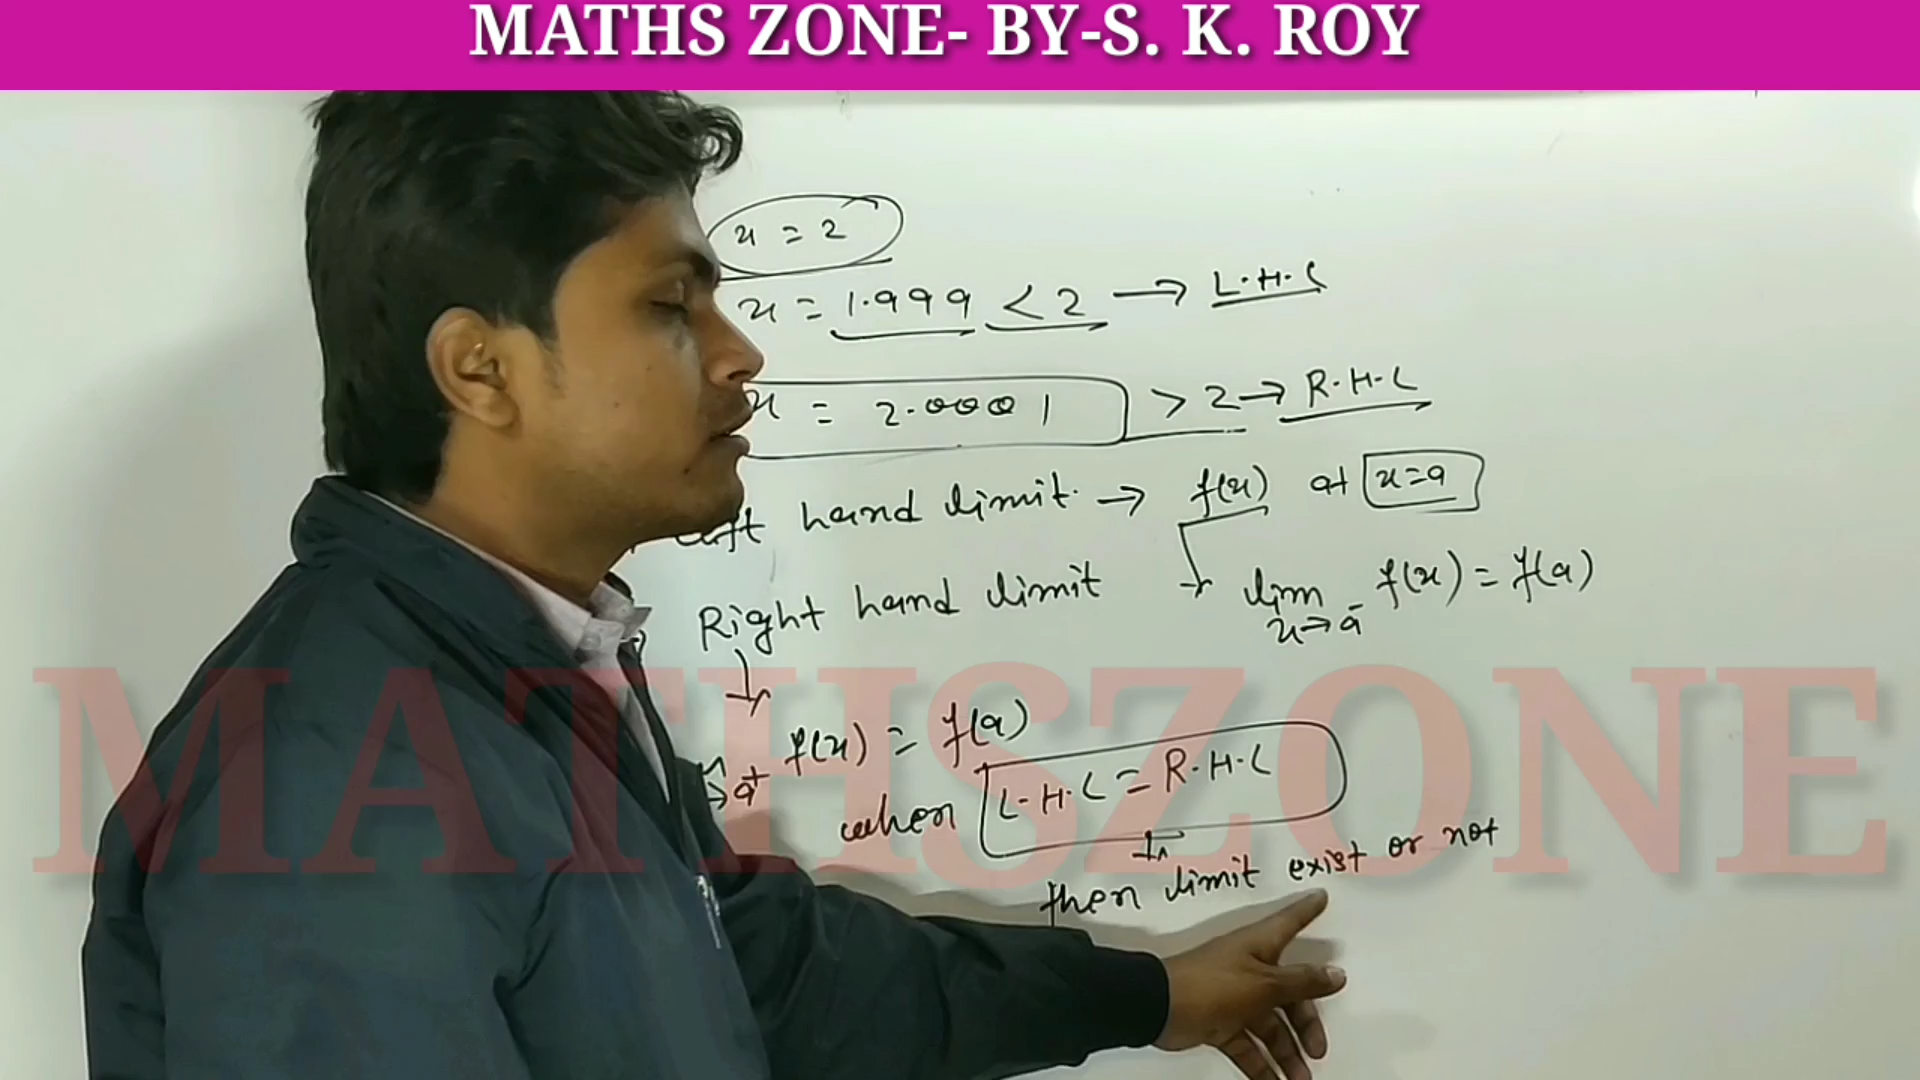 MATHS ZONE- BY-S. K. ROY
x = 2
x = 1.999 < 2 → L.H.L
x = 2.0001 > 2 → R.H.L
Left hand limit. → f(x) at x=a
Right hand limit → lim x→a⁻ f(x) = f(a)
→a⁺ f(x) = f(a)
when L.H.L = R.H.L
then limit exist or not
MATHSZONE